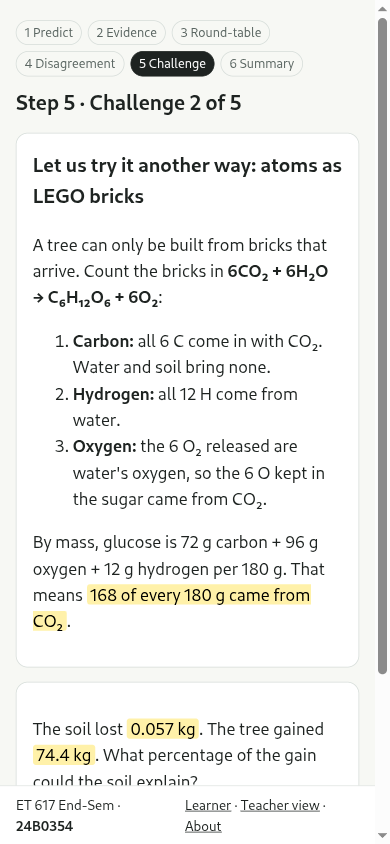 1 Predict
2 Evidence
3 Round-table
4 Disagreement
5 Challenge
6 Summary
Step 5 · Challenge 2 of 5
Let us try it another way: atoms as
LEGO bricks
A tree can only be built from bricks that
arrive. Count the bricks in 6CO₂ + 6H₂O
→ C₆H₁₂O₆ + 6O₂:
1. Carbon: all 6 C come in with CO₂.
Water and soil bring none.
2. Hydrogen: all 12 H come from
water.
3. Oxygen: the 6 O₂ released are
water's oxygen, so the 6 O kept in
the sugar came from CO₂.
By mass, glucose is 72 g carbon + 96 g
oxygen + 12 g hydrogen per 180 g. That
means 168 of every 180 g came from
CO₂.
The soil lost 0.057 kg. The tree gained
74.4 kg. What percentage of the gain
could the soil explain?
ET 617 End-Sem ·
24B0354
Learner · Teacher view ·
About